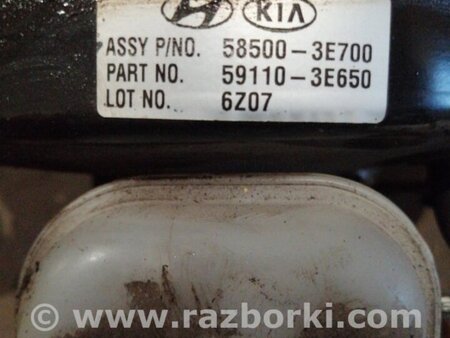 KIA
ASSY P/NO. 58500-3E700
PART NO. 59110-3E650
LOT NO. 6Z07
© www.razborki.com